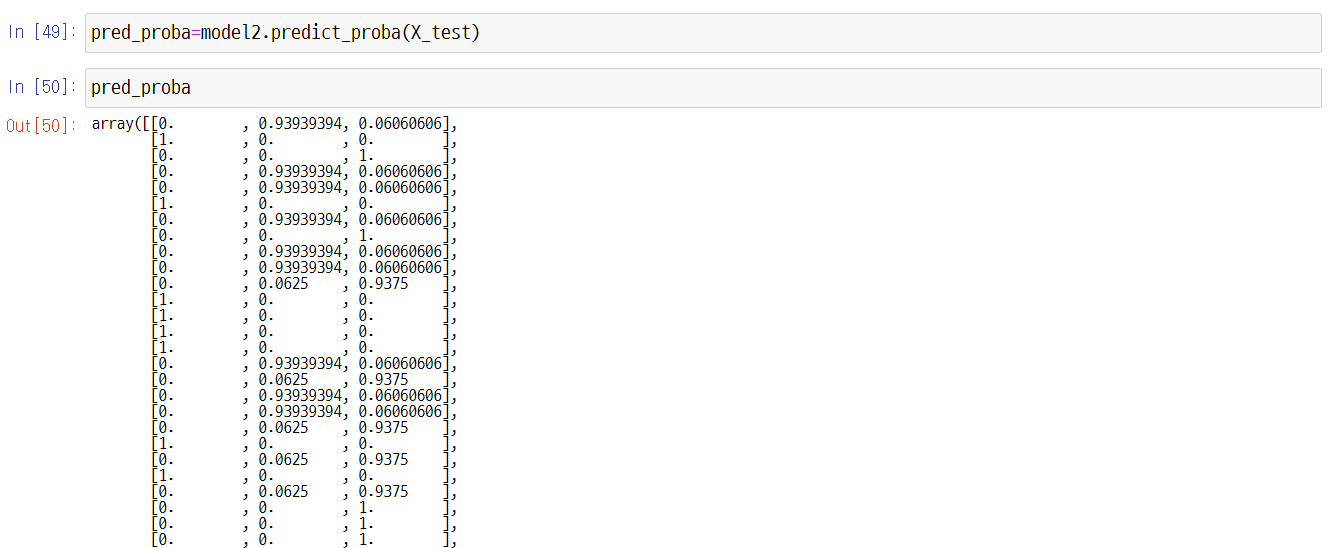 In [49]: pred_proba=model2.predict_proba(X_test)
In [50]: pred_proba
Out[50]: array([[0.        , 0.93939394, 0.06060606],
       [1.        , 0.        , 0.        ],
       [0.        , 0.        , 1.        ],
       [0.        , 0.93939394, 0.06060606],
       [0.        , 0.93939394, 0.06060606],
       [1.        , 0.        , 0.        ],
       [0.        , 0.93939394, 0.06060606],
       [0.        , 0.        , 1.        ],
       [0.        , 0.93939394, 0.06060606],
       [0.        , 0.93939394, 0.06060606],
       [0.        , 0.0625    , 0.9375    ],
       [1.        , 0.        , 0.        ],
       [1.        , 0.        , 0.        ],
       [1.        , 0.        , 0.        ],
       [1.        , 0.        , 0.        ],
       [0.        , 0.93939394, 0.06060606],
       [0.        , 0.0625    , 0.9375    ],
       [0.        , 0.93939394, 0.06060606],
       [0.        , 0.93939394, 0.06060606],
       [0.        , 0.0625    , 0.9375    ],
       [1.        , 0.        , 0.        ],
       [0.        , 0.0625    , 0.9375    ],
       [1.        , 0.        , 0.        ],
       [0.        , 0.0625    , 0.9375    ],
       [0.        , 0.        , 1.        ],
       [0.        , 0.        , 1.        ],
       [0.        , 0.        , 1.        ],